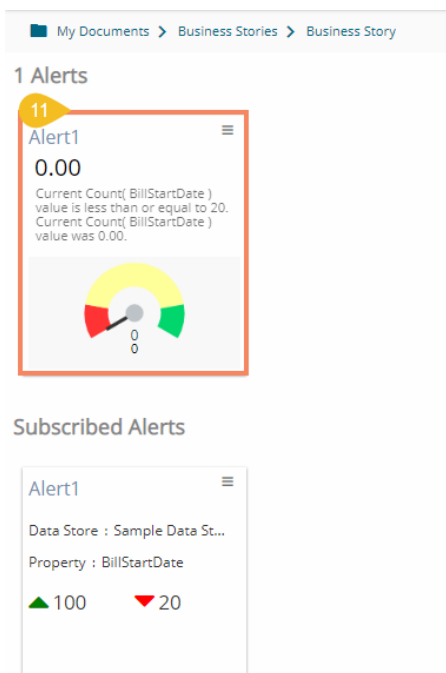 My Documents > Business Stories > Business Story
1 Alerts
11
Alert1
0.00
Current Count( BillStartDate )
value is less than or equal to 20.
Current Count( BillStartDate )
value was 0.00.
0
0
Subscribed Alerts
Alert1
Data Store : Sample Data St...
Property : BillStartDate
100 20